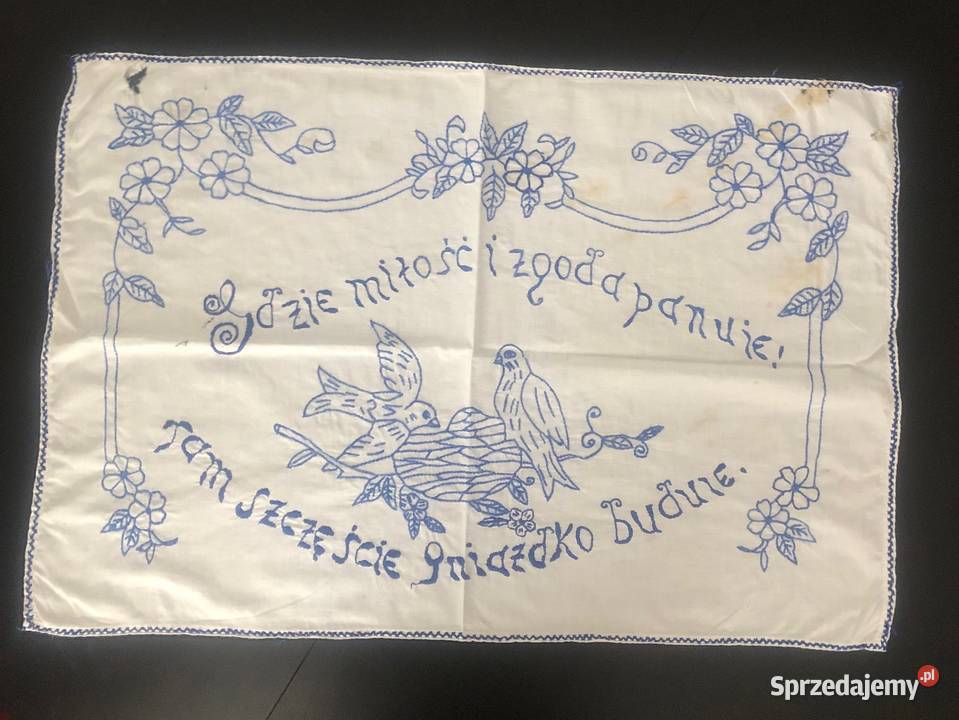 Gdzie miłość i zgoda panuje!
Tam szczęście gniazdko buduje.
Sprzedajemy.pl